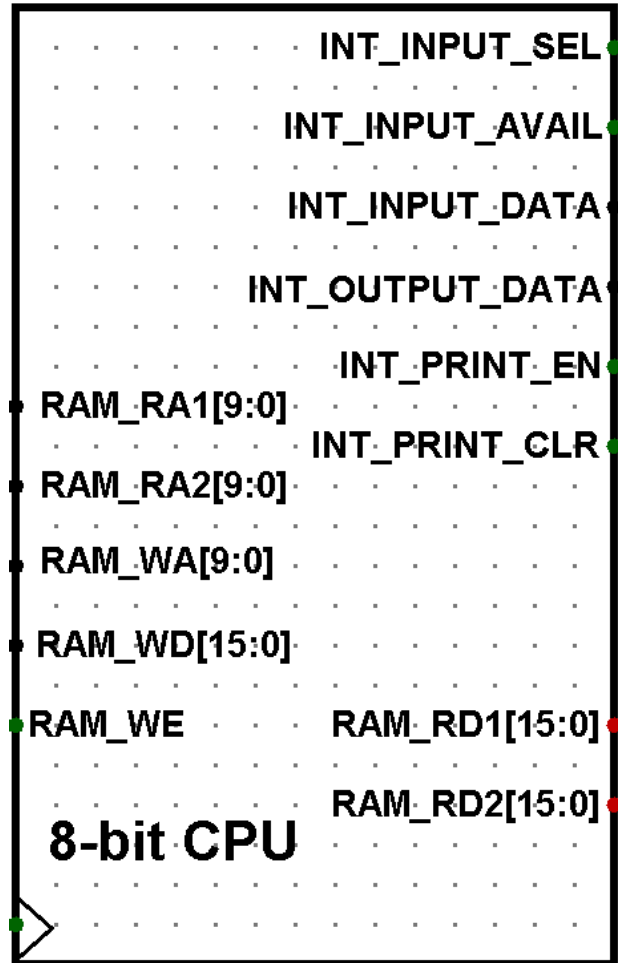 INT_INPUT_SEL
INT_INPUT_AVAIL
INT_INPUT_DATA
INT_OUTPUT_DATA
INT_PRINT_EN
RAM_RA1[9:0]
INT_PRINT_CLR
RAM_RA2[9:0]
RAM_WA[9:0]
RAM_WD[15:0]
RAM_WE RAM_RD1[15:0]
RAM_RD2[15:0]
8-bit CPU